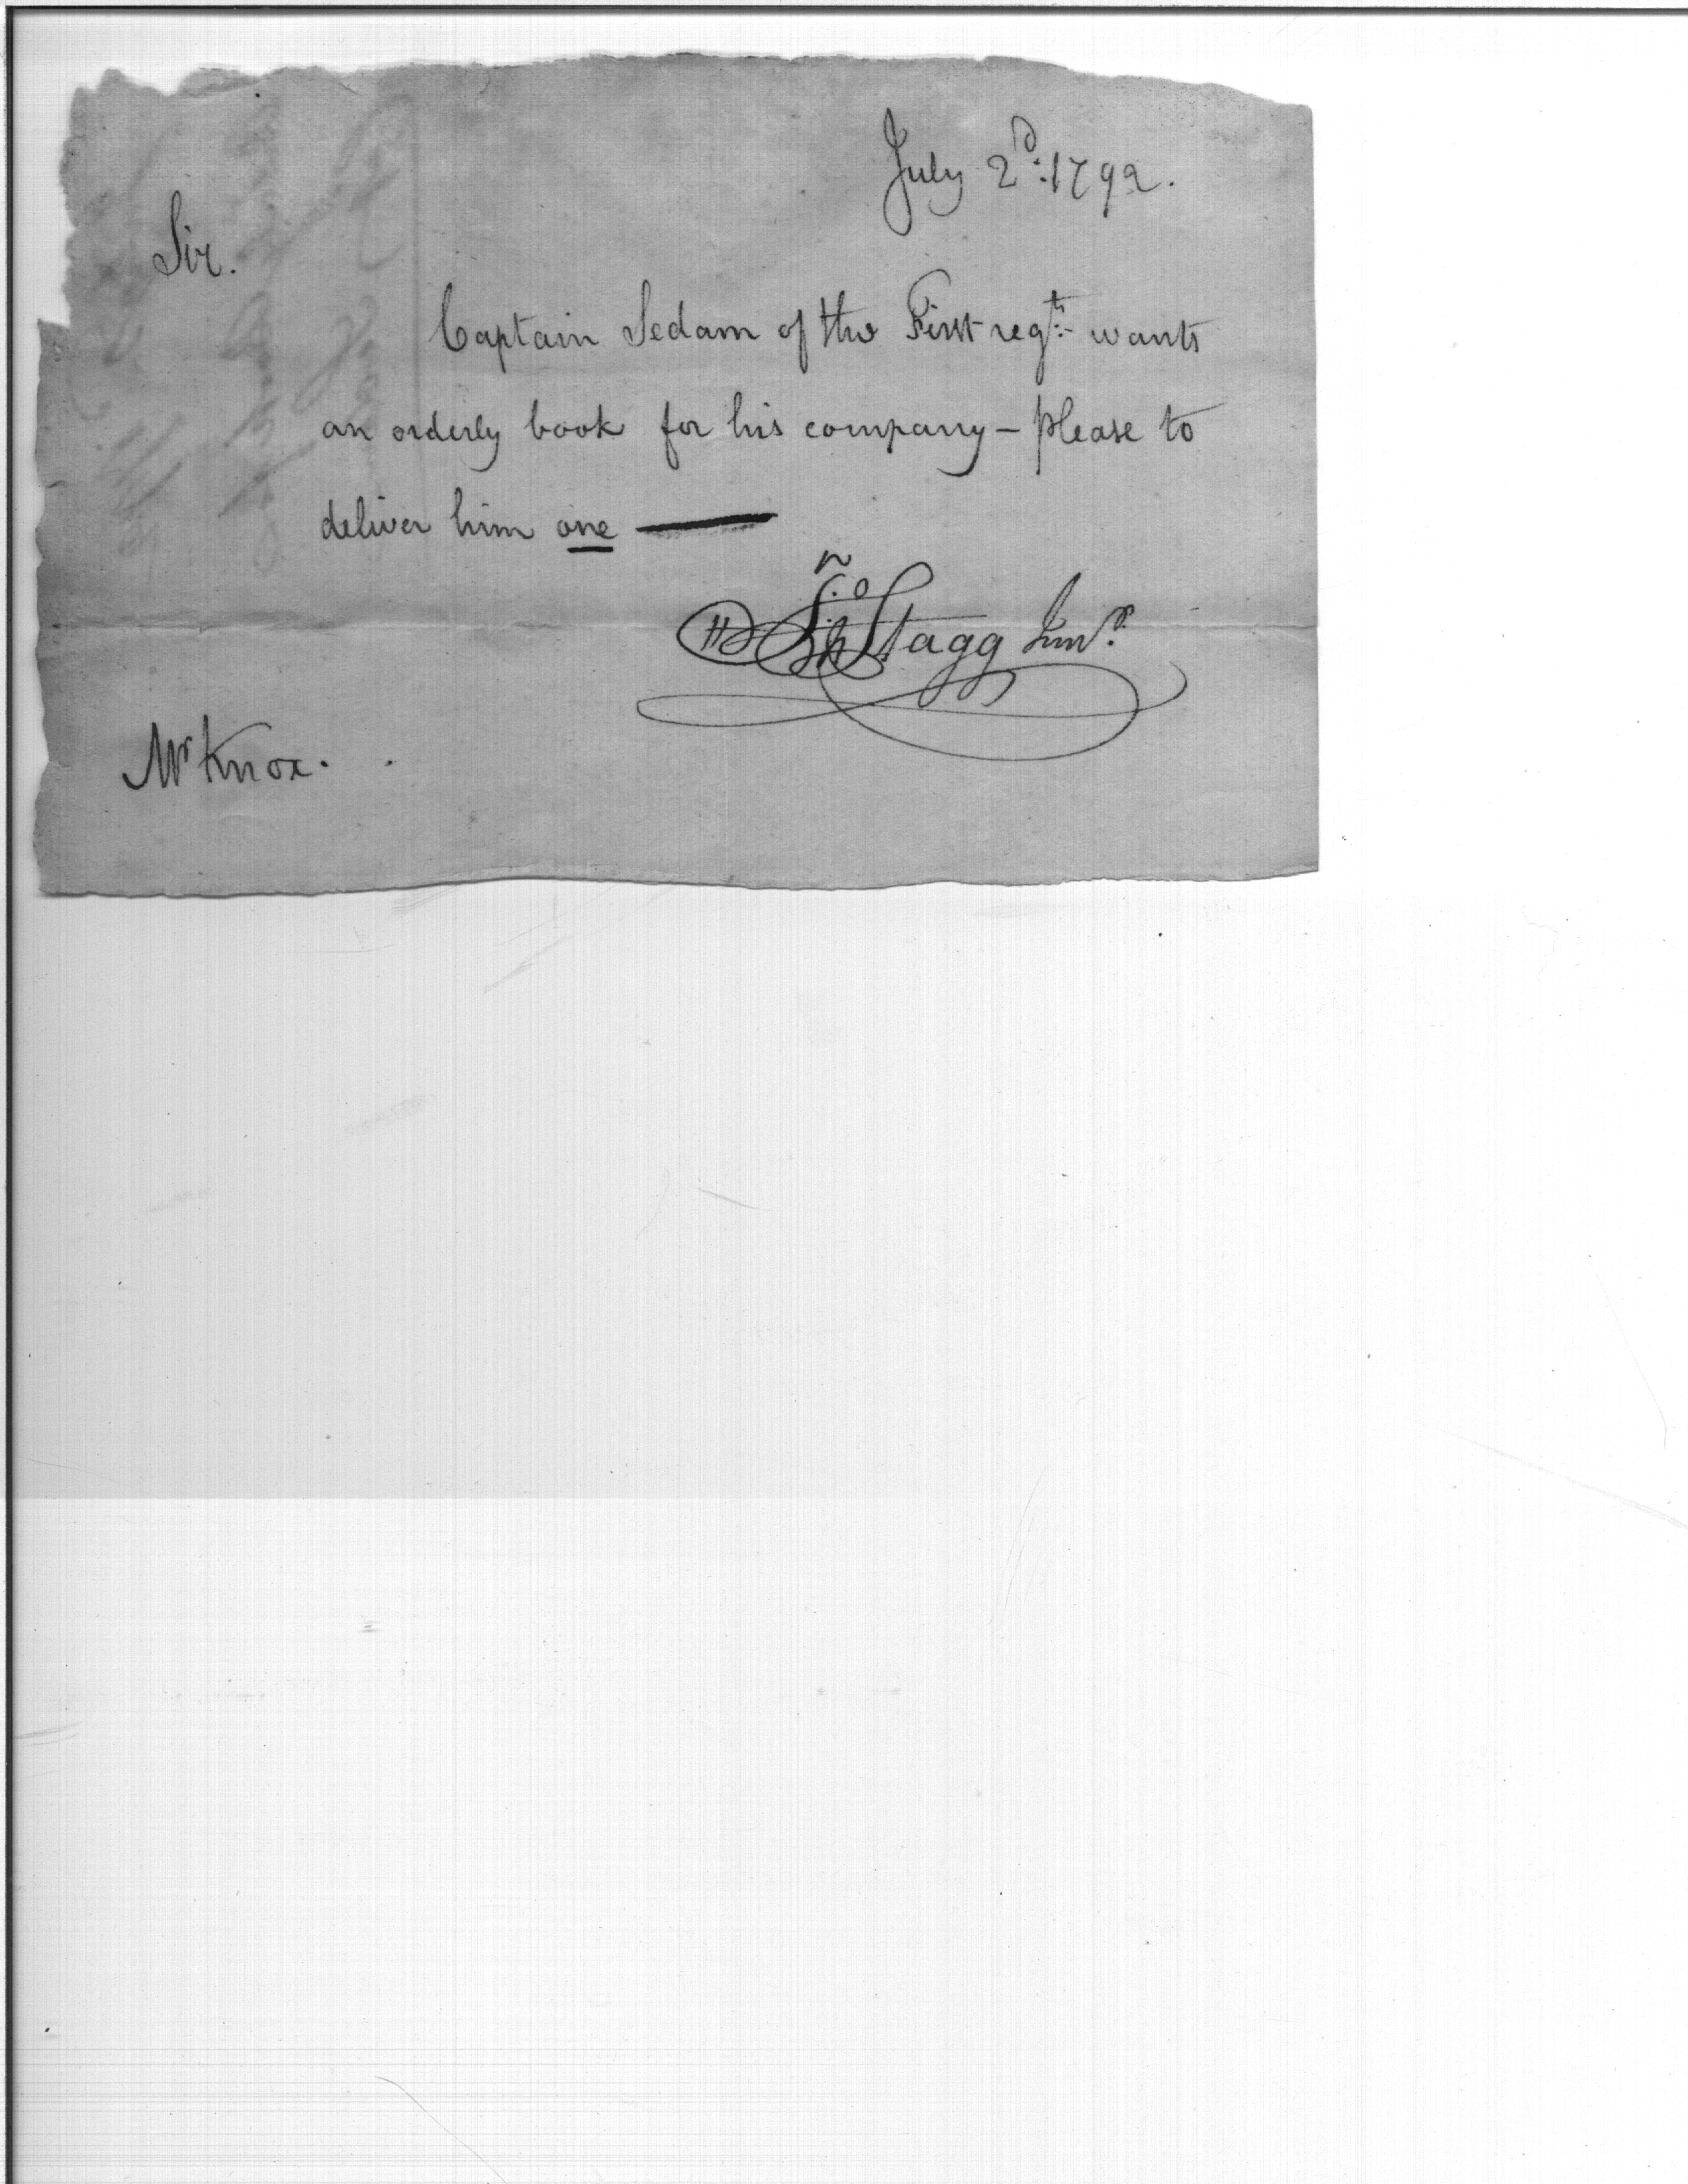 July 2d: 1792.
Sir.
Captain Sedam of the First regt: wants
an orderly book for his company – please to
deliver him one —
Jno Stagg Junr.
Mr Knox.